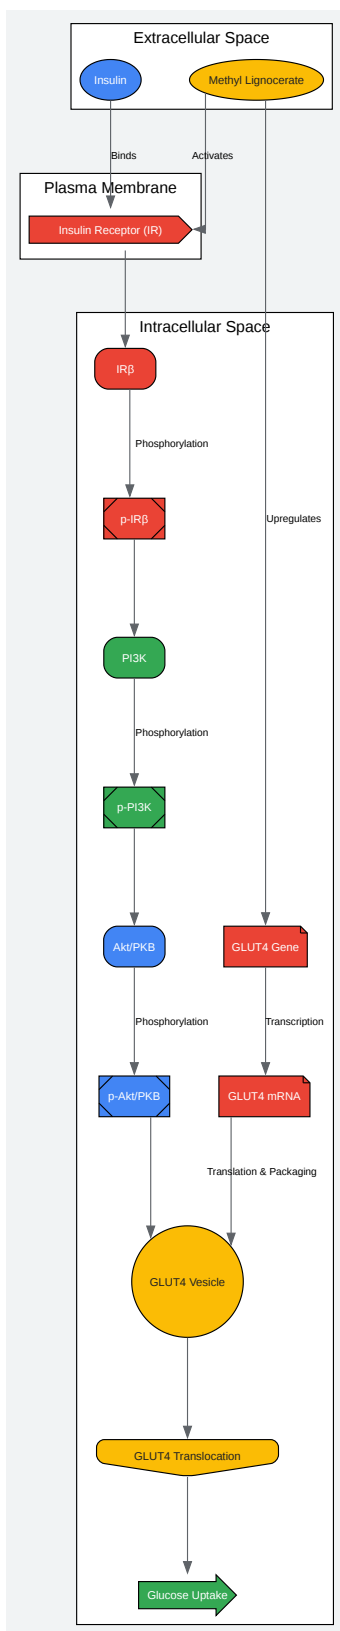 Extracellular Space
Insulin
Methyl Lignocerate
Binds
Activates
Plasma Membrane
Insulin Receptor (IR)
Intracellular Space
IRβ
Phosphorylation
p-IRβ
Upregulates
PI3K
Phosphorylation
p-PI3K
Akt/PKB
GLUT4 Gene
Phosphorylation
Transcription
p-Akt/PKB
GLUT4 mRNA
Translation & Packaging
GLUT4 Vesicle
GLUT4 Translocation
Glucose Uptake